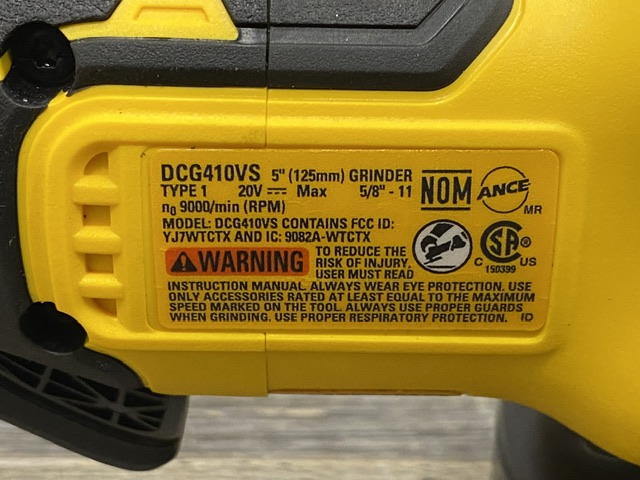 DCG410VS 5" (125mm) GRINDER
TYPE 1 20V Max 5/8" - 11
n0 9000/min (RPM)
MODEL: DCG410VS CONTAINS FCC ID:
YJ7WTCTX AND IC: 9082A-WTCTX
NOM
ANCE
MR
WARNING
TO REDUCE THE
RISK OF INJURY,
USER MUST READ
INSTRUCTION MANUAL. ALWAYS WEAR EYE PROTECTION. USE
ONLY ACCESSORIES RATED AT LEAST EQUAL TO THE MAXIMUM
SPEED MARKED ON THE TOOL. ALWAYS USE PROPER GUARDS
WHEN GRINDING. USE PROPER RESPIRATORY PROTECTION. ID
SA
C US
150399